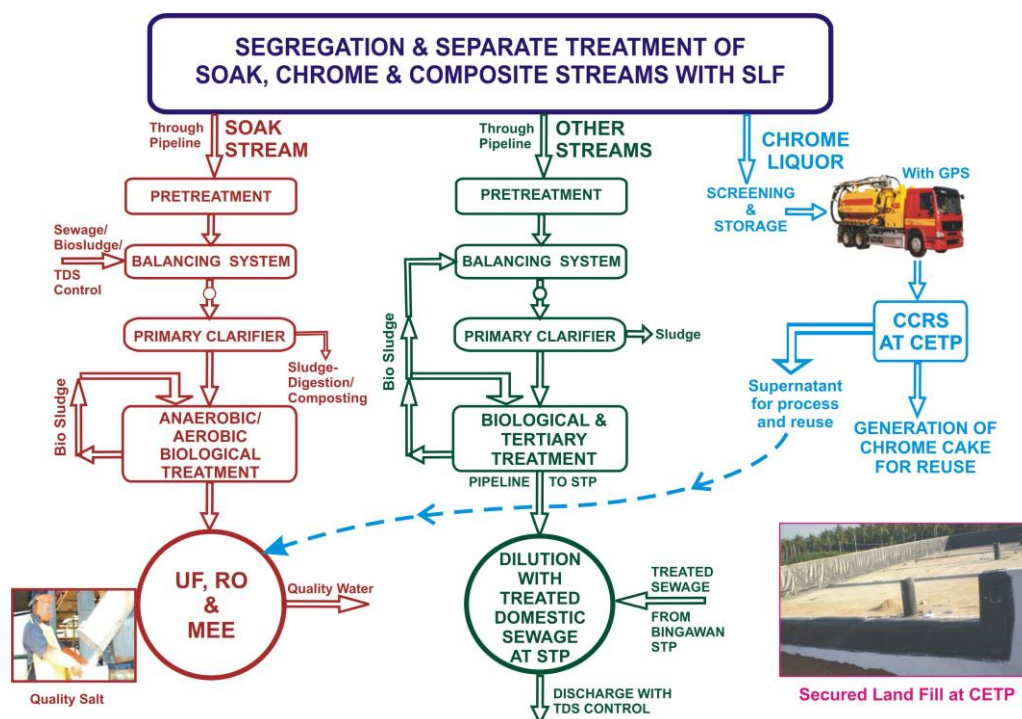 SEGREGATION & SEPARATE TREATMENT OF
SOAK, CHROME & COMPOSITE STREAMS WITH SLF
Through
Pipeline
SOAK
STREAM
PRETREATMENT
Sewage/
Biosludge/
TDS
Control
BALANCING SYSTEM
PRIMARY CLARIFIER
Sludge-
Digestion/
Composting
Bio Sludge
ANAEROBIC/
AEROBIC
BIOLOGICAL
TREATMENT
UF, RO
&
MEE
Quality Water
Quality Salt
Through
Pipeline
OTHER
STREAMS
PRETREATMENT
BALANCING SYSTEM
PRIMARY CLARIFIER
Sludge
Bio Sludge
BIOLOGICAL &
TERTIARY
TREATMENT
PIPELINE TO STP
DILUTION
WITH
TREATED
DOMESTIC
SEWAGE
AT STP
TREATED
SEWAGE
FROM
BINGAWAN
STP
DISCHARGE WITH
TDS CONTROL
CHROME
LIQUOR
SCREENING
&
STORAGE
With GPS
CCRS
AT CETP
Supernatant
for process
and reuse
GENERATION OF
CHROME CAKE
FOR REUSE
Secured Land Fill at CETP